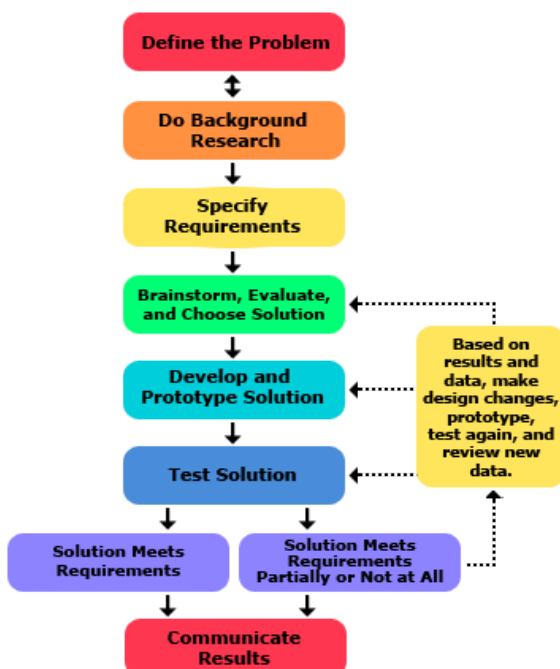 Define the Problem
Do Background
Research
Specify
Requirements
Brainstorm, Evaluate,
and Choose Solution
Develop and
Prototype Solution
Based on
results and
data, make
design changes,
prototype,
test again, and
review new
data.
Test Solution
Solution Meets
Requirements
Solution Meets
Requirements
Partially or Not at All
Communicate
Results